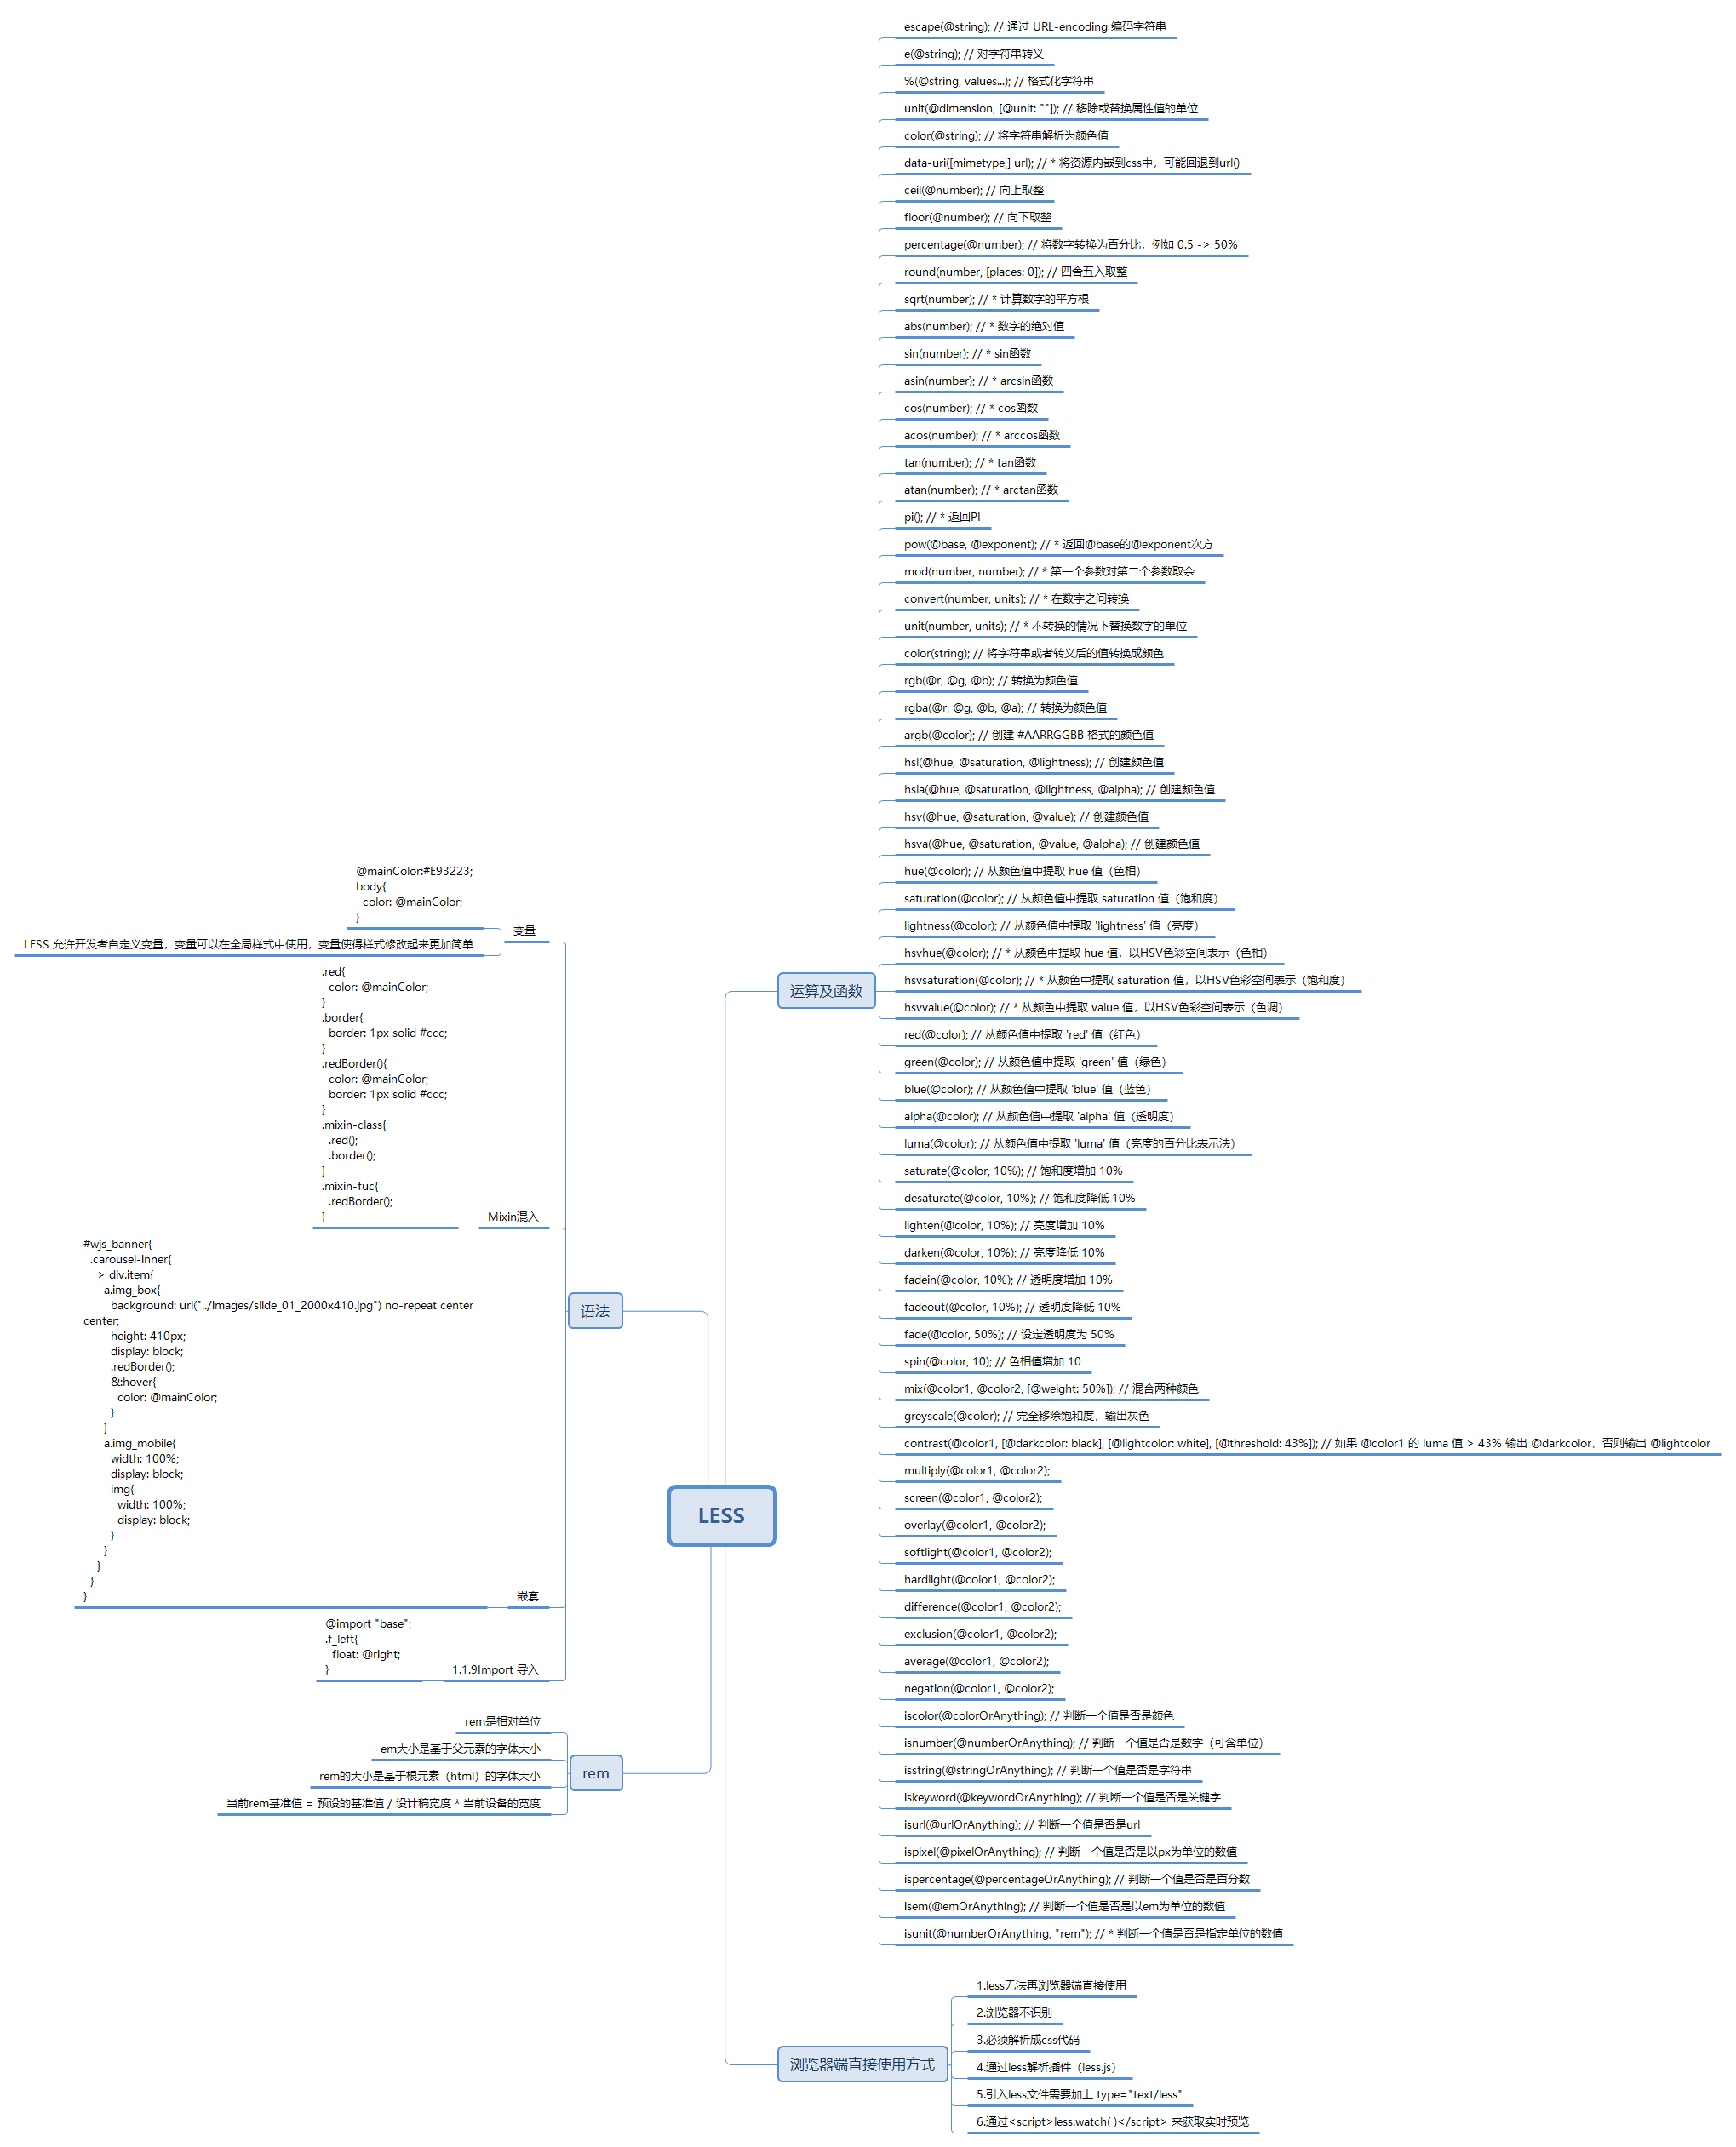 LESS
运算及函数
escape(@string); // 通过 URL-encoding 编码字符串
e(@string); // 对字符串转义
%(@string, values...); // 格式化字符串
unit(@dimension, [@unit: ""]); // 移除或替换属性值的单位
color(@string); // 将字符串解析为颜色值
data-uri([mimetype,] url); // * 将资源内嵌到css中，可能回退到url()
ceil(@number); // 向上取整
floor(@number); // 向下取整
percentage(@number); // 将数字转换为百分比，例如 0.5 -> 50%
round(number, [places: 0]); // 四舍五入取整
sqrt(number); // * 计算数字的平方根
abs(number); // * 数字的绝对值
sin(number); // * sin函数
asin(number); // * arcsin函数
cos(number); // * cos函数
acos(number); // * arccos函数
tan(number); // * tan函数
atan(number); // * arctan函数
pi(); // * 返回PI
pow(@base, @exponent); // * 返回@base的@exponent次方
mod(number, number); // * 第一个参数对第二个参数取余
convert(number, units); // * 在数字之间转换
unit(number, units); // * 不转换的情况下替换数字的单位
color(string); // 将字符串或者转义后的值转换成颜色
rgb(@r, @g, @b); // 转换为颜色值
rgba(@r, @g, @b, @a); // 转换为颜色值
argb(@color); // 创建 #AARRGGBB 格式的颜色值
hsl(@hue, @saturation, @lightness); // 创建颜色值
hsla(@hue, @saturation, @lightness, @alpha); // 创建颜色值
hsv(@hue, @saturation, @value); // 创建颜色值
hsva(@hue, @saturation, @value, @alpha); // 创建颜色值
hue(@color); // 从颜色值中提取 hue 值（色相）
saturation(@color); // 从颜色值中提取 saturation 值（饱和度）
lightness(@color); // 从颜色值中提取 'lightness' 值（亮度）
hsvhue(@color); // * 从颜色中提取 hue 值，以HSV色彩空间表示（色相）
hsvsaturation(@color); // * 从颜色中提取 saturation 值，以HSV色彩空间表示（饱和度）
hsvvalue(@color); // * 从颜色中提取 value 值，以HSV色彩空间表示（色调）
red(@color); // 从颜色值中提取 'red' 值（红色）
green(@color); // 从颜色值中提取 'green' 值（绿色）
blue(@color); // 从颜色值中提取 'blue' 值（蓝色）
alpha(@color); // 从颜色值中提取 'alpha' 值（透明度）
luma(@color); // 从颜色值中提取 'luma' 值（亮度的百分比表示法）
saturate(@color, 10%); // 饱和度增加 10%
desaturate(@color, 10%); // 饱和度降低 10%
lighten(@color, 10%); // 亮度增加 10%
darken(@color, 10%); // 亮度降低 10%
fadein(@color, 10%); // 透明度增加 10%
fadeout(@color, 10%); // 透明度降低 10%
fade(@color, 50%); // 设定透明度为 50%
spin(@color, 10); // 色相值增加 10
mix(@color1, @color2, [@weight: 50%]); // 混合两种颜色
greyscale(@color); // 完全移除饱和度，输出灰色
contrast(@color1, [@darkcolor: black], [@lightcolor: white], [@threshold: 43%]); // 如果 @color1 的 luma 值 > 43% 输出 @darkcolor，否则输出 @lightcolor
multiply(@color1, @color2);
screen(@color1, @color2);
overlay(@color1, @color2);
softlight(@color1, @color2);
hardlight(@color1, @color2);
difference(@color1, @color2);
exclusion(@color1, @color2);
average(@color1, @color2);
negation(@color1, @color2);
iscolor(@colorOrAnything); // 判断一个值是否是颜色
isnumber(@numberOrAnything); // 判断一个值是否是数字（可含单位）
isstring(@stringOrAnything); // 判断一个值是否是字符串
iskeyword(@keywordOrAnything); // 判断一个值是否是关键字
isurl(@urlOrAnything); // 判断一个值是否是url
ispixel(@pixelOrAnything); // 判断一个值是否是以px为单位的数值
ispercentage(@percentageOrAnything); // 判断一个值是否是百分数
isem(@emOrAnything); // 判断一个值是否是以em为单位的数值
isunit(@numberOrAnything, "rem"); // * 判断一个值是否是指定单位的数值
浏览器端直接使用方式
1.less无法再浏览器端直接使用
2.浏览器不识别
3.必须解析成css代码
4.通过less解析插件（less.js）
5.引入less文件需要加上 type="text/less"
6.通过<script>less.watch( )</script> 来获取实时预览
语法
变量
@mainColor:#E93223;
body{
color: @mainColor;
}
LESS 允许开发者自定义变量，变量可以在全局样式中使用，变量使得样式修改起来更加简单
Mixin混入
.red{
color: @mainColor;
}
.border{
border: 1px solid #ccc;
}
.redBorder(){
color: @mainColor;
border: 1px solid #ccc;
}
.mixin-class{
.red();
.border();
}
.mixin-fuc{
.redBorder();
}
嵌套
#wjs_banner{
.carousel-inner{
> div.item{
a.img_box{
background: url("../images/slide_01_2000x410.jpg") no-repeat center
center;
height: 410px;
display: block;
.redBorder();
&:hover{
color: @mainColor;
}
}
a.img_mobile{
width: 100%;
display: block;
img{
width: 100%;
display: block;
}
}
}
}
}
1.1.9Import 导入
@import "base";
.f_left{
float: @right;
}
rem
rem是相对单位
em大小是基于父元素的字体大小
rem的大小是基于根元素（html）的字体大小
当前rem基准值 = 预设的基准值 / 设计稿宽度 * 当前设备的宽度